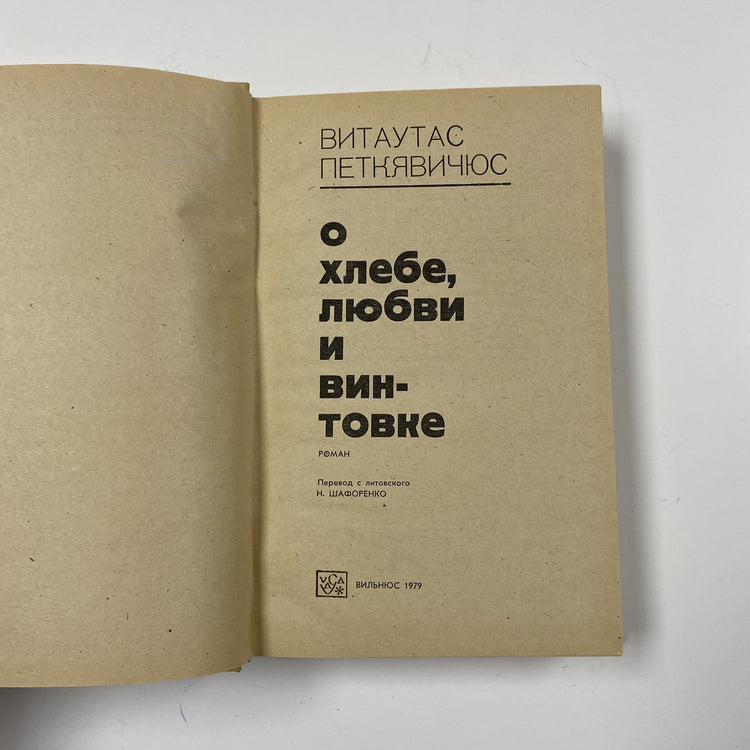 ВИТАУТАС
ПЕТКЯВИЧЮС
О
ХЛЕБЕ,
ЛЮБВИ
И
ВИН-
ТОВКЕ
РОМАН
Перевод с литовского
Н. ШАФОРЕНКО
ВИЛЬНЮС 1979